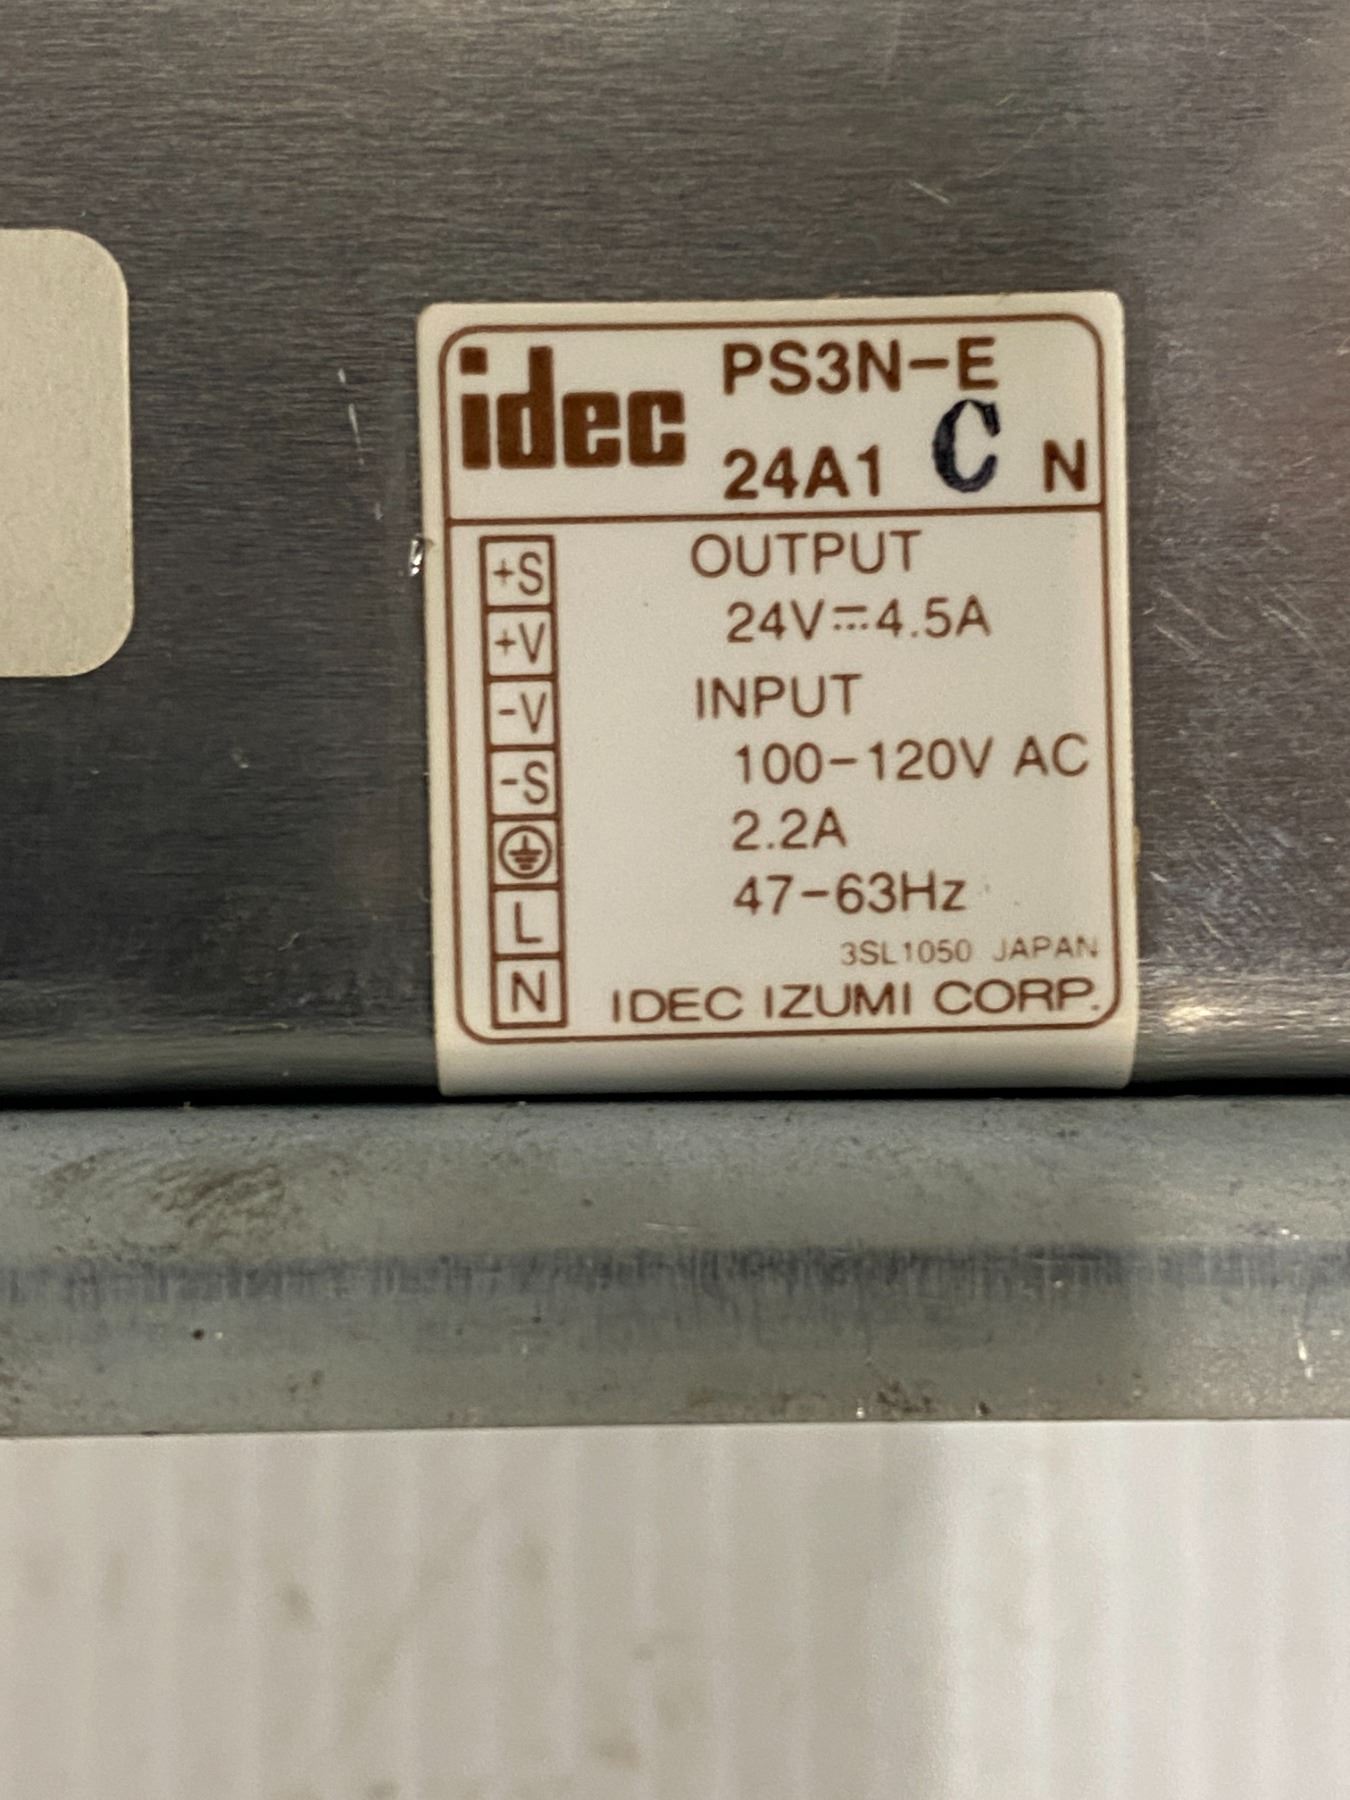 idec
PS3N-E
24A1 C N
+S
+V
-V
-S
L
N
OUTPUT
24V⎓4.5A
INPUT
100-120V AC
2.2A
47-63Hz
3SL1050 JAPAN
IDEC IZUMI CORP.